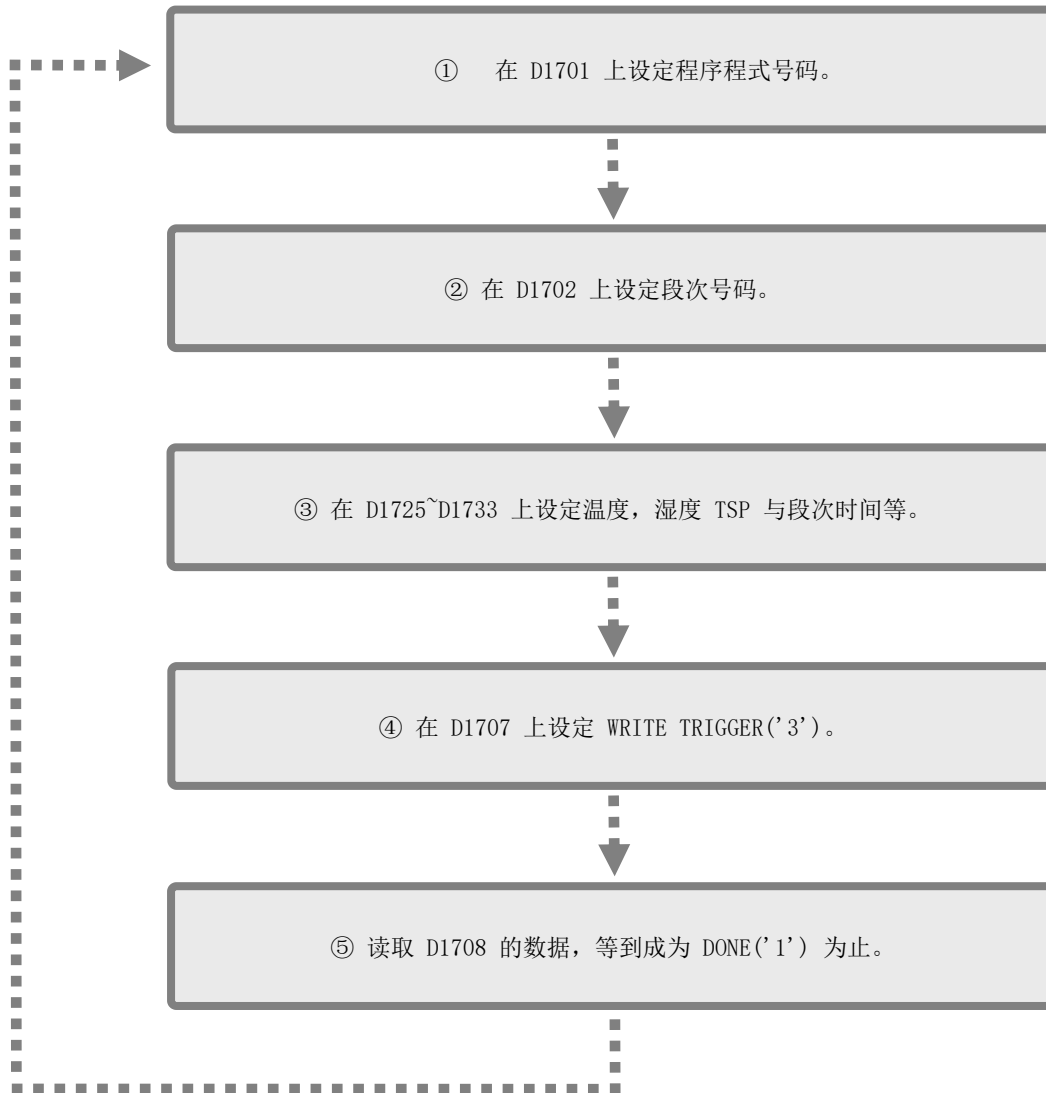 ① 在 D1701 上设定程序程式号码。
② 在 D1702 上设定段次号码。
③ 在 D1725~D1733 上设定温度，湿度 TSP 与段次时间等。
④ 在 D1707 上设定 WRITE TRIGGER('3')。
⑤ 读取 D1708 的数据，等到成为 DONE('1') 为止。